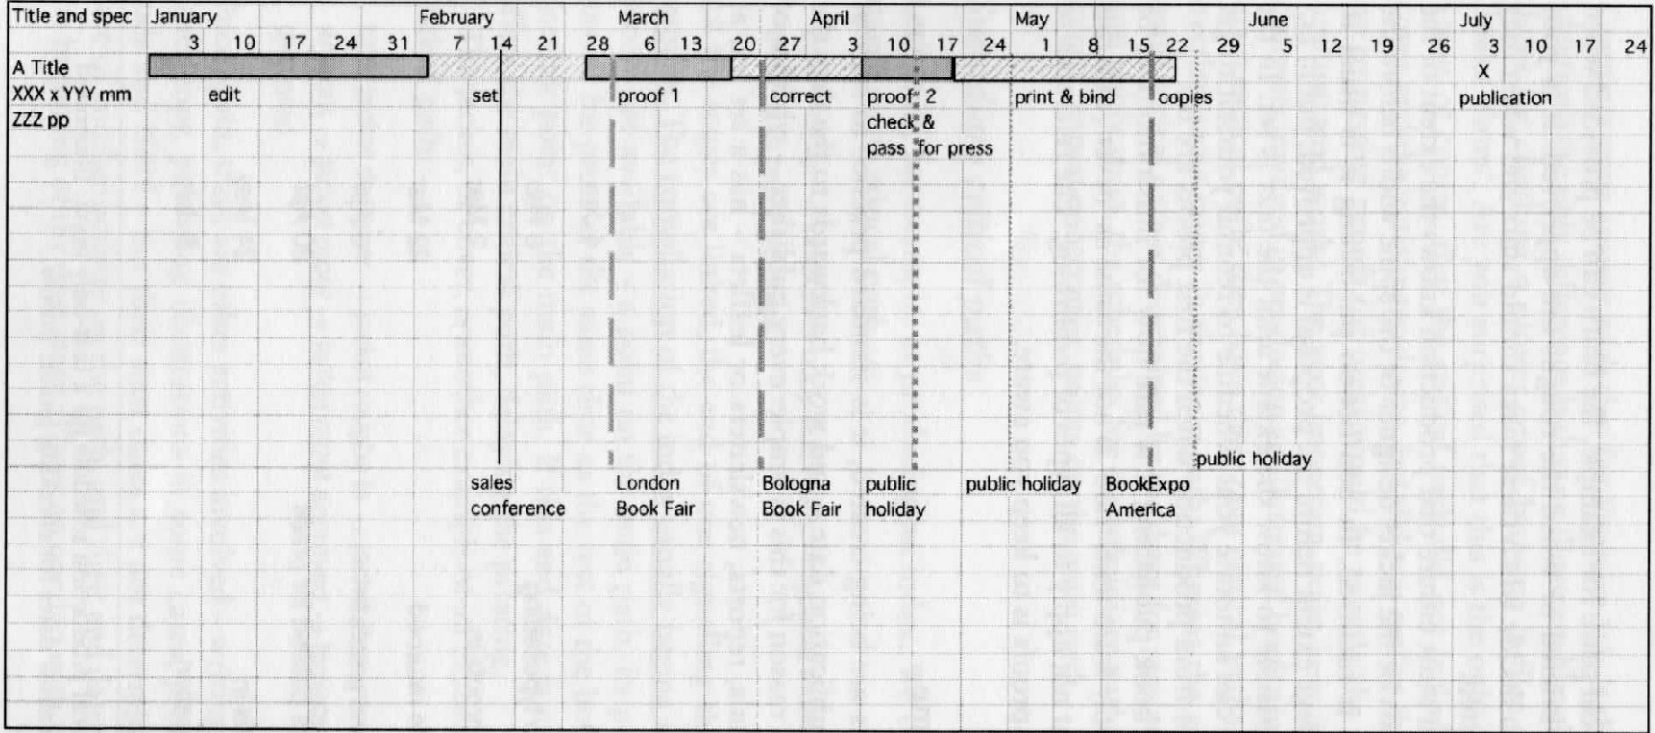 Title and spec January February March April May June July
3 10 17 24 31 7 14 21 28 6 13 20 27 3 10 17 24 1 8 15 22 29 5 12 19 26 3 10 17 24
A Title X
XXX x YYY mm edit set proof 1 correct proof 2 print & bind copies publication
ZZZ pp check &
pass for press
public holiday
sales London Bologna public public holiday BookExpo
conference Book Fair Book Fair holiday America